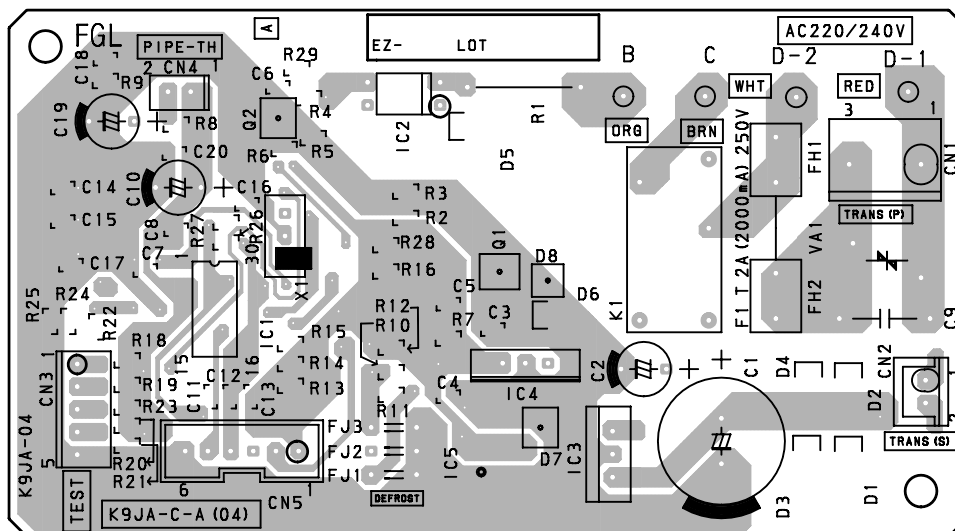 FGL
PIPE-TH
A
EZ- LOT
AC220/240V
B
C
D-2
D-1
C18
R9
2 CN4 1
C6
R29
R4
Q2
R5
R6
IC2
D5
R1
ORG
BRN
WHT
RED
3 1
CN1
FH1
TRANS (P)
C19
R8
C20
C10
C14
C15
C17
C8
C7
C16
R27
R26
30
1
X1
R3
R2
R28
R16
C5
C3
R7
Q1
D8
D6
K1
F1 T 2A (2000mA) 250V
VA1
FH2
C9
R25
R24
R22
R18
R19
R23
15
16
IC1
C11
C12
C13
R15
R14
R13
R12
R10
R11
C4
IC4
C2
C1
D4
CN2
1
2
D2
TRANS (S)
CN3 1
5
K9JA-04
TEST
R20
R21
K9JA-C-A (04)
6 1
CN5
FJ3
FJ2
FJ1
DEFROST
IC5
D7
IC3
D3
D1